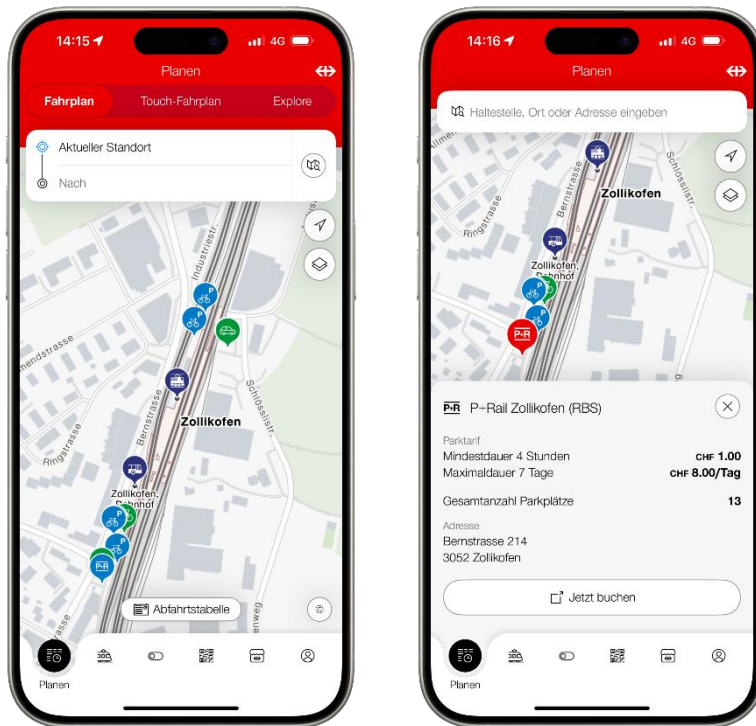 14:15
4G
Planen
Fahrplan
Touch-Fahrplan
Explore
Aktueller Standort
Nach
Industriestr.
Bernstrasse
Schlösslistr.
Ringstrasse
Zollikofen
Zollikofen,
Bahnhof
P
P
P
P
P+R
Abfahrtstabelle
Planen
14:16
4G
Planen
Haltestelle, Ort oder Adresse eingeben
Bernstrasse
Schlösslistr.
Ringstrasse
Zollikofen
Zollikofen,
Bahnhof
P
P
P+R
P+R P+Rail Zollikofen (RBS)
Parktarif
Mindestdauer 4 Stunden CHF 1.00
Maximaldauer 7 Tage CHF 8.00/Tag
Gesamtanzahl Parkplätze 13
Adresse
Bernstrasse 214
3052 Zollikofen
Jetzt buchen
Planen